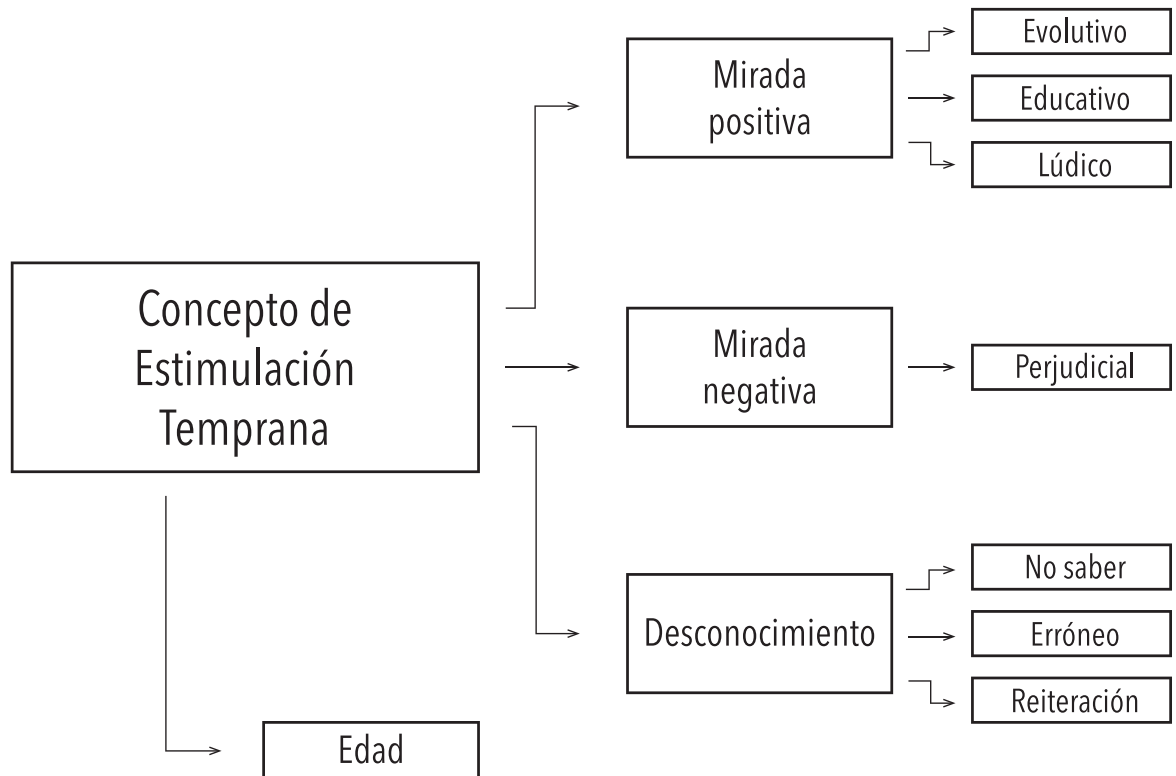 Concepto de
Estimulación
Temprana
Mirada
positiva
Evolutivo
Educativo
Lúdico
Mirada
negativa
Perjudicial
Desconocimiento
No saber
Erróneo
Reiteración
Edad